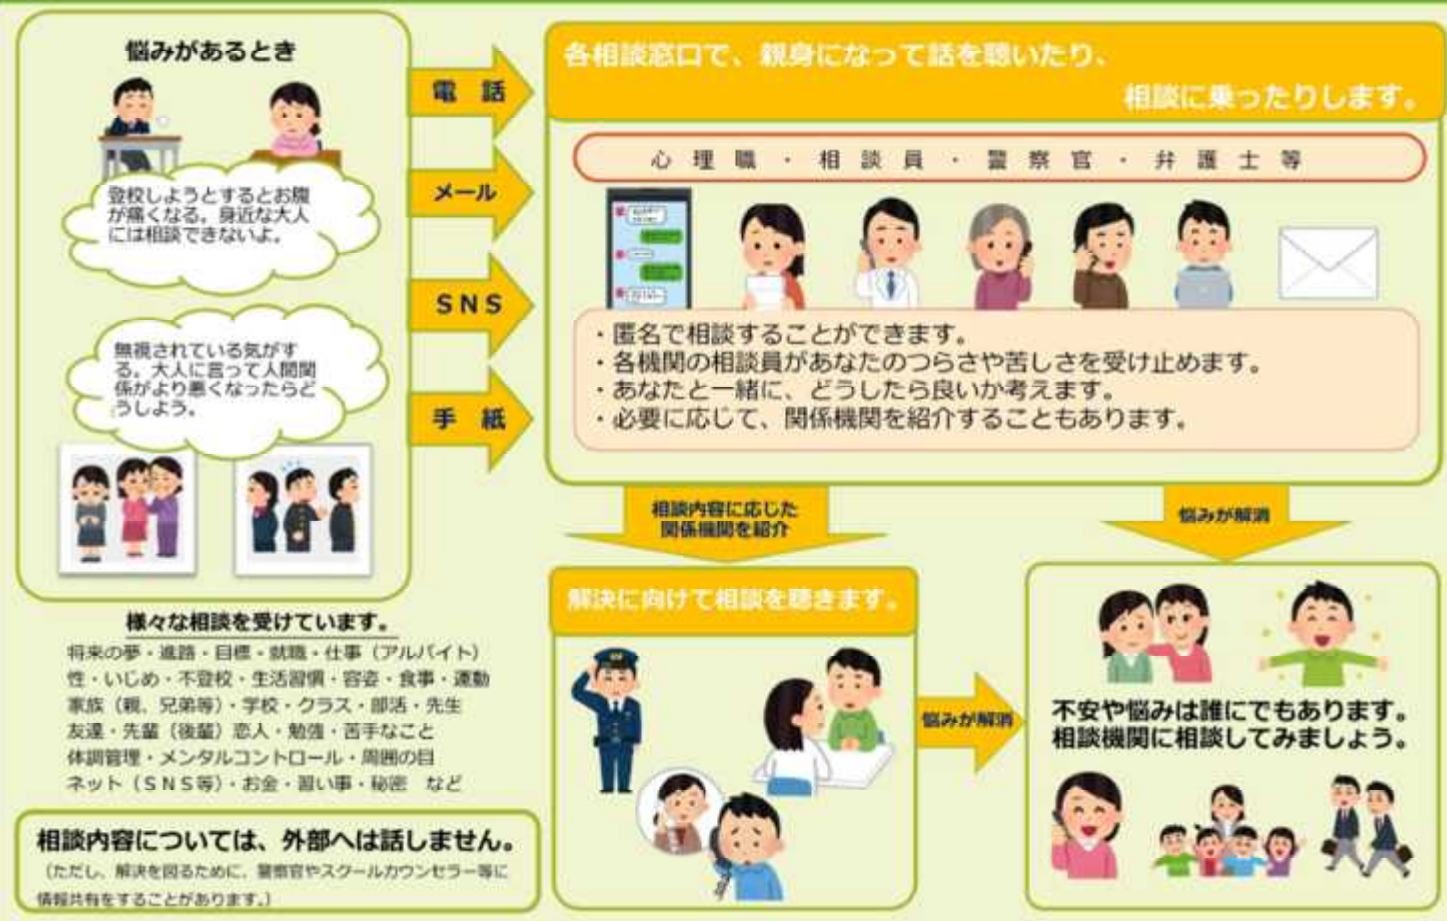 悩みがあるとき
登校しようとするとお腹
が痛くなる。身近な大人
には相談できないよ。
無視されている気がす
る。大人に言って人間関
係がより悪くなったらど
うしよう。
電 話
メール
SNS
手 紙
各相談窓口で、親身になって話を聴いたり、
相談に乗ったりします。
心 理 職 ・ 相 談 員 ・ 警 察 官 ・ 弁 護 士 等
・匿名で相談することができます。
・各機関の相談員があなたのつらさや苦しさを受け止めます。
・あなたと一緒に、どうしたら良いか考えます。
・必要に応じて、関係機関を紹介することもあります。
相談内容に応じた
関係機関を紹介
悩みが解消
解決に向けて相談を聴きます。
悩みが解消
不安や悩みは誰にでもあります。
相談機関に相談してみましょう。
様々な相談を受けています。
将来の夢・進路・目標・就職・仕事（アルバイト）
性・いじめ・不登校・生活習慣・容姿・食事・運動
家族（親、兄弟等）・学校・クラス・部活・先生
友達・先輩（後輩）恋人・勉強・苦手なこと
体調管理・メンタルコントロール・周囲の目
ネット（SNS等）・お金・習い事・秘密 など
相談内容については、外部へは話しません。
（ただし、解決を図るために、警察官やスクールカウンセラー等に
情報共有をすることがあります。）